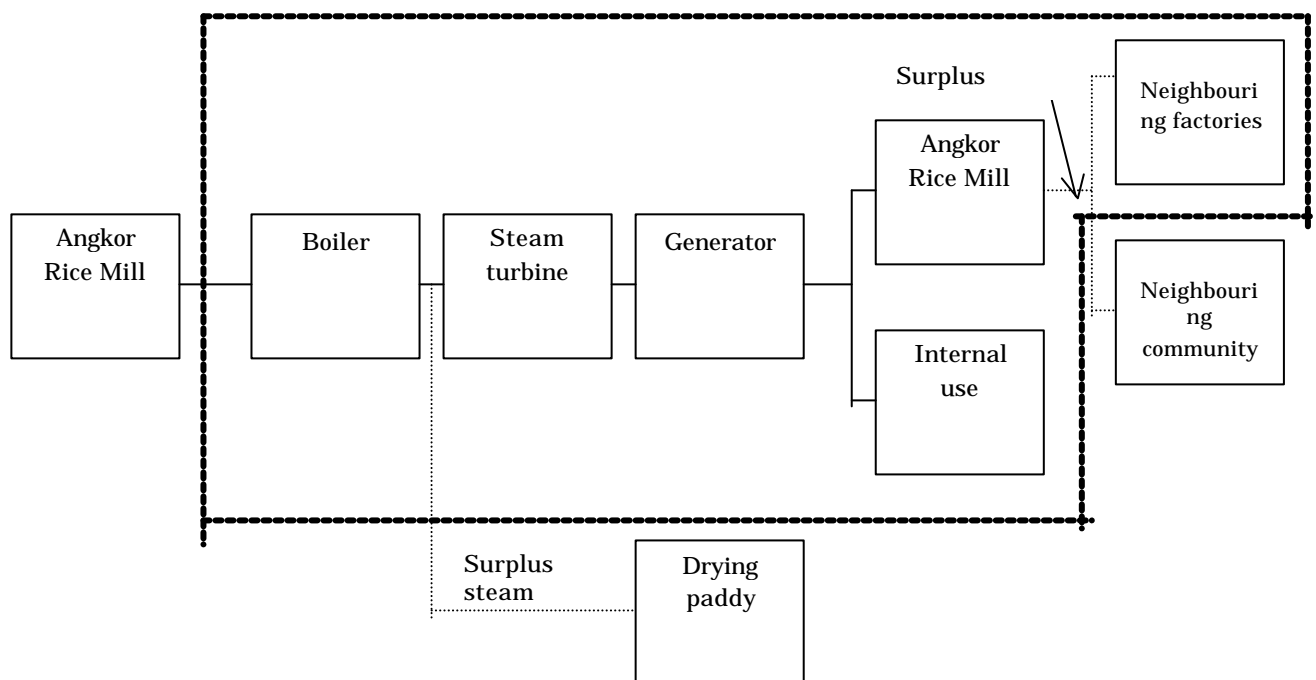 Surplus
Neighbouri
ng factories
Angkor
Rice Mill
Angkor
Rice Mill
Boiler
Steam
turbine
Generator
Neighbouri
ng
community
Internal
use
Surplus
steam
Drying
paddy